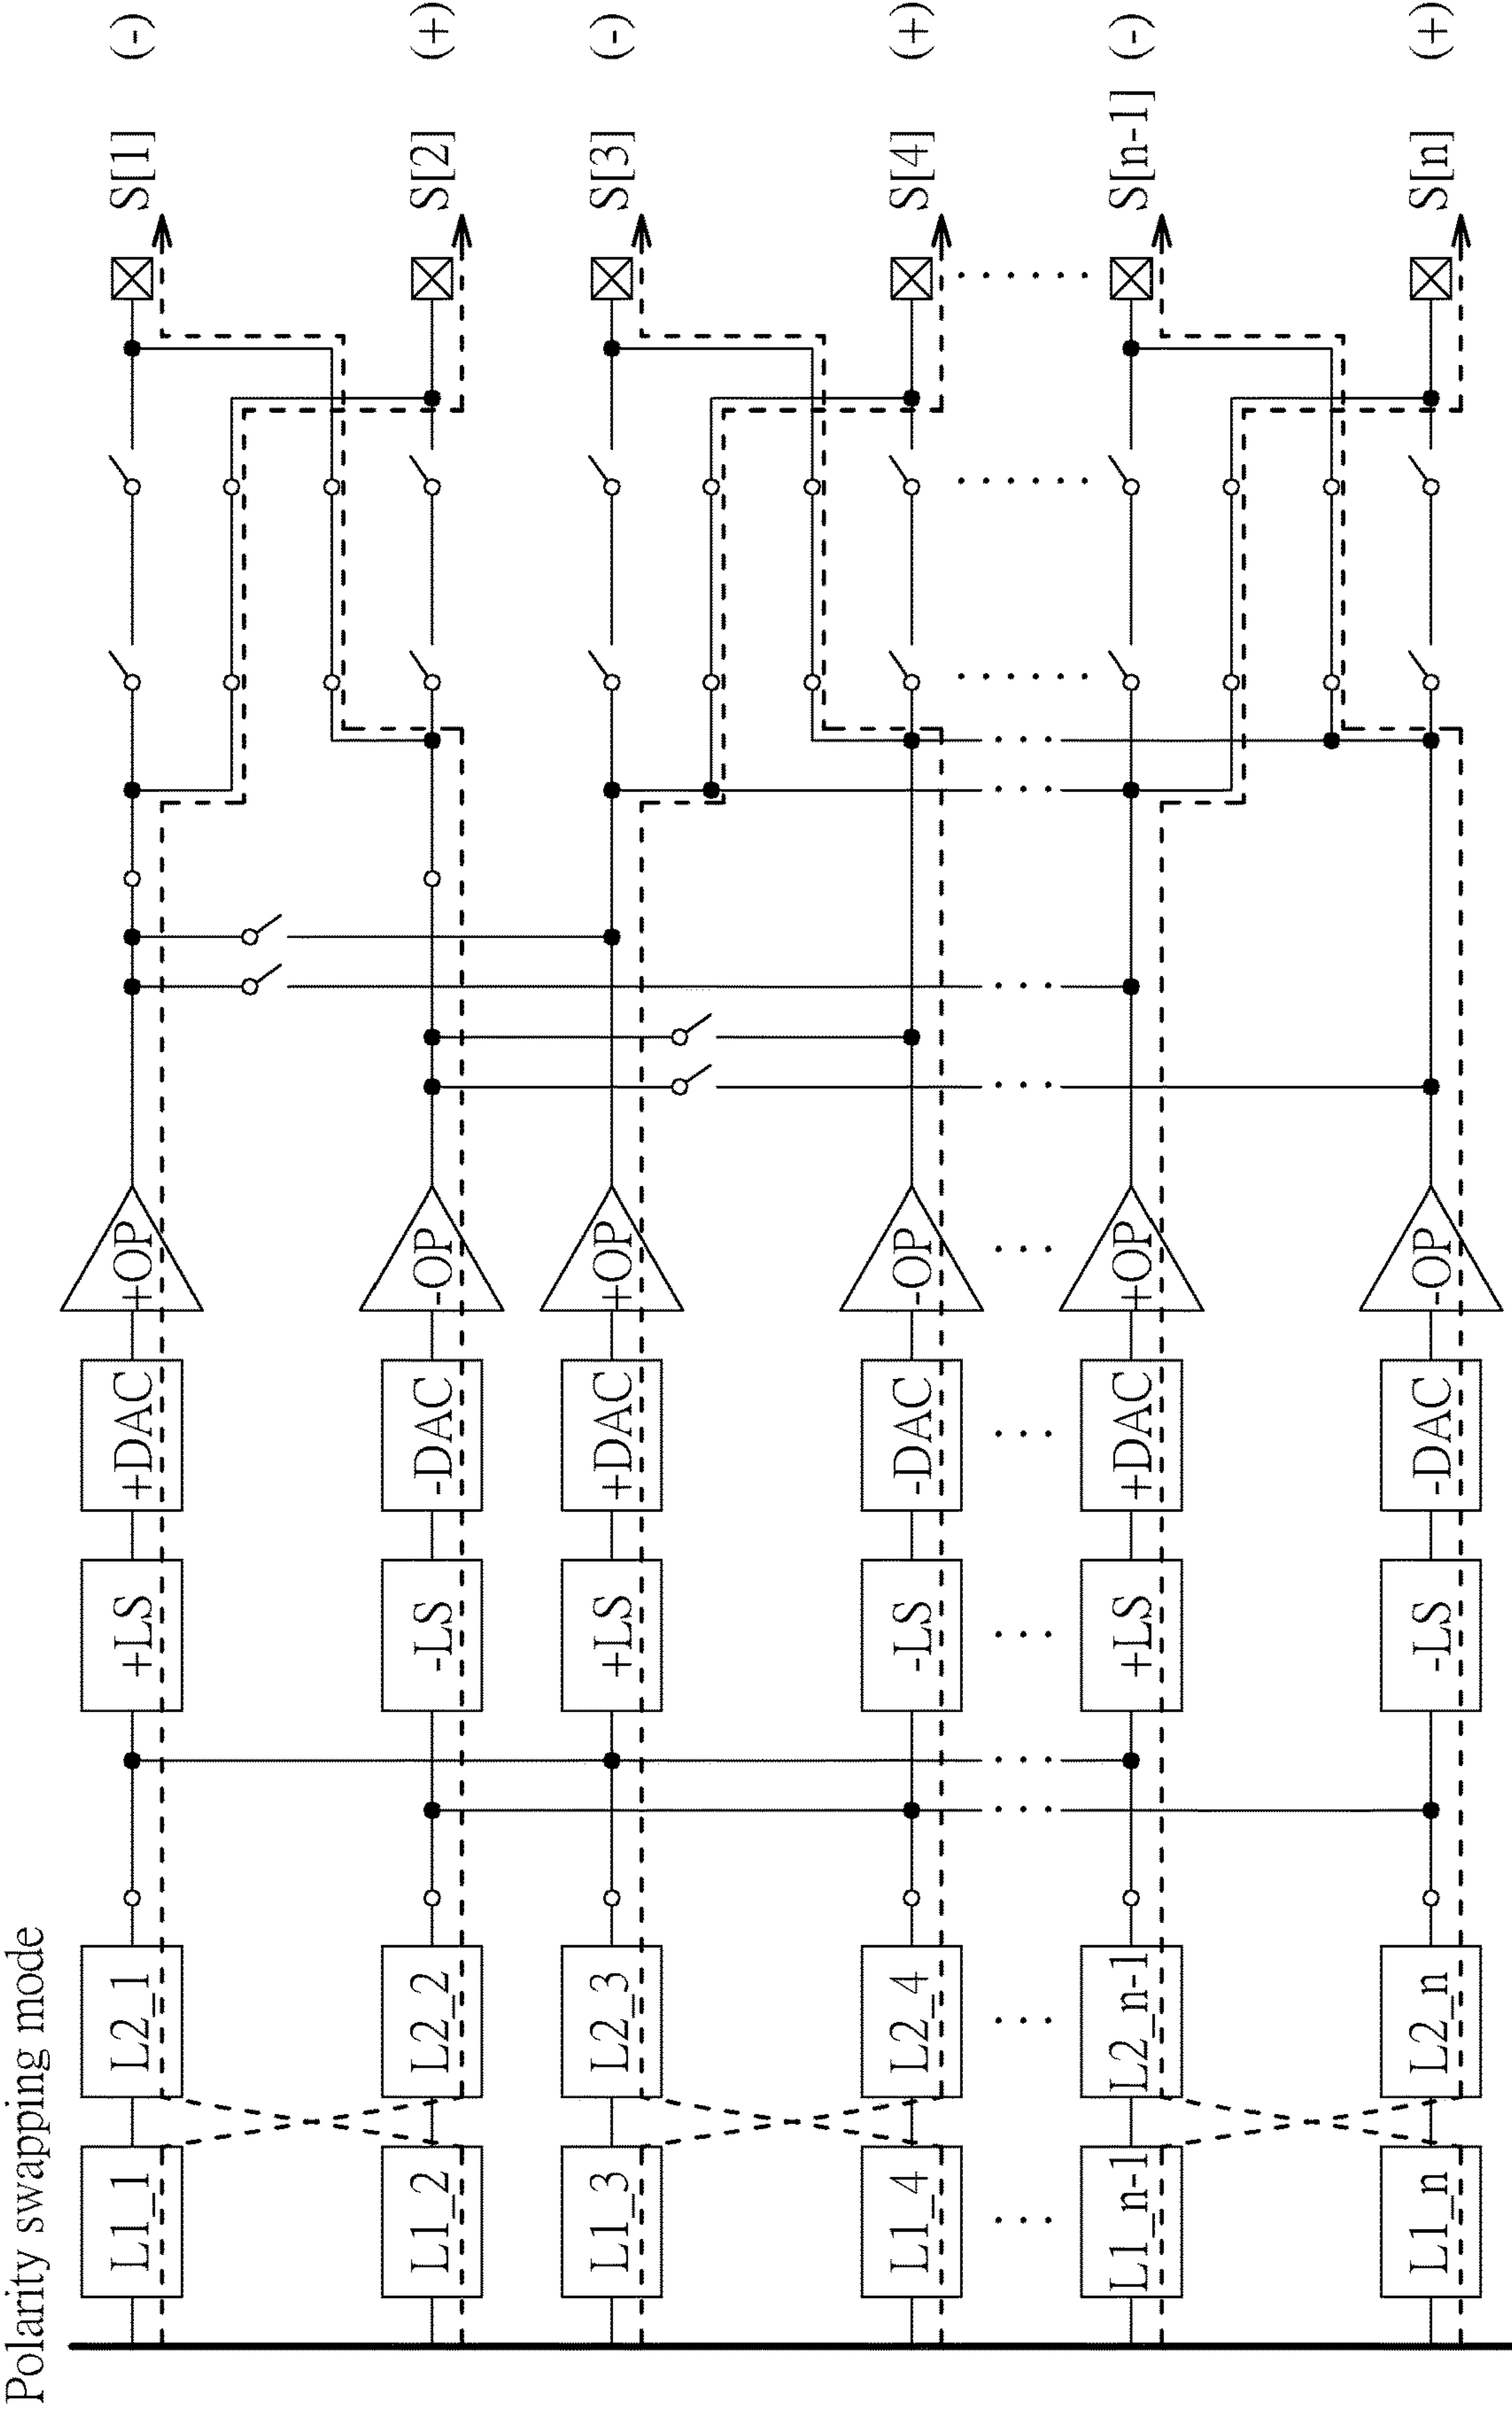 Polarity swapping mode
L1_1 L2_1 +LS +DAC +OP S[1] (-)
L1_2 L2_2 -LS -DAC -OP S[2] (+)
L1_3 L2_3 +LS +DAC +OP S[3] (-)
L1_4 L2_4 -LS -DAC -OP S[4] (+)
L1_n-1 L2_n-1 +LS +DAC +OP S[n-1] (-)
L1_n L2_n -LS -DAC -OP S[n] (+)